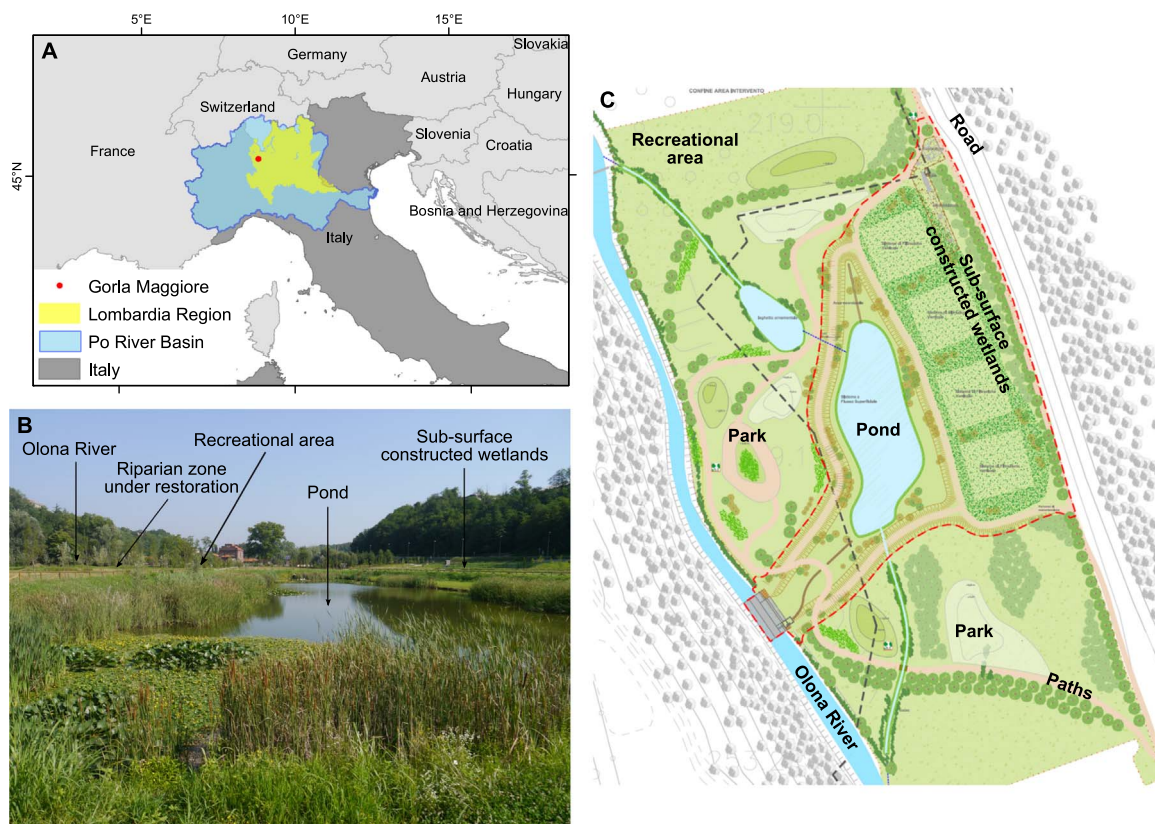 5°E
10°E
15°E
A
Slovakia
Germany
Austria
Hungary
Switzerland
Slovenia
Croatia
France
45°N
Bosnia and Herzegovina
Italy
Gorla Maggiore
Lombardia Region
Po River Basin
Italy
B
Olona River
Recreational area
Sub-surface
constructed wetlands
Riparian zone
under restoration
Pond
C
CONFINE AREA INTERVENTO
Road
Recreational
area
Sub-surface
constructed wetlands
Park
Pond
Park
Paths
Olona River